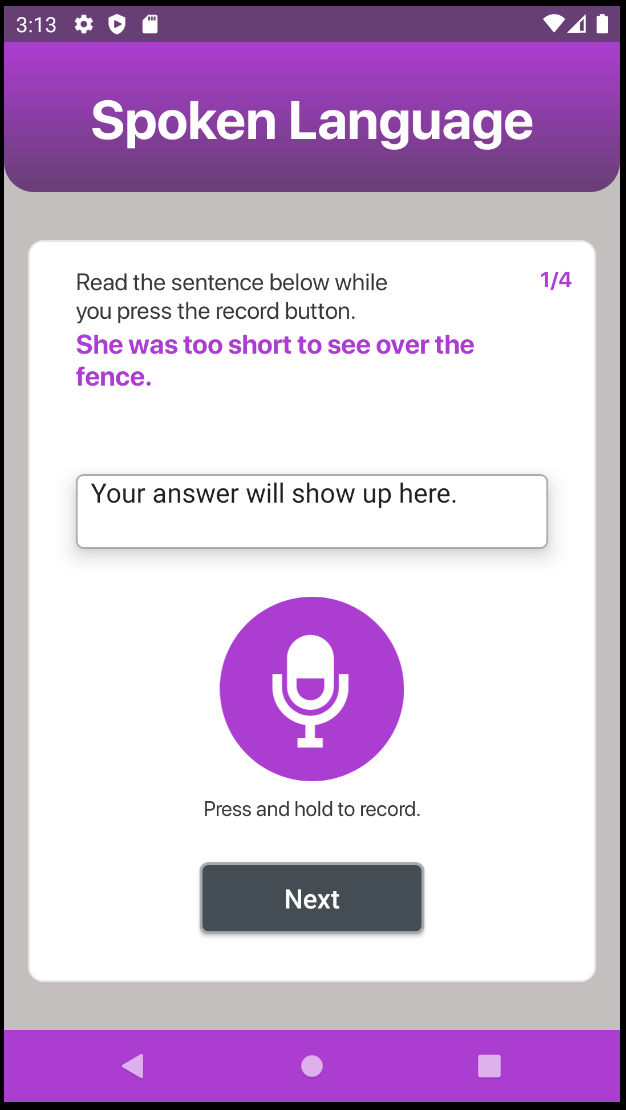 3:13
Spoken Language
Read the sentence below while
1/4
you press the record button.
She was too short to see over the
fence.
Your answer will show up here.
Press and hold to record.
Next